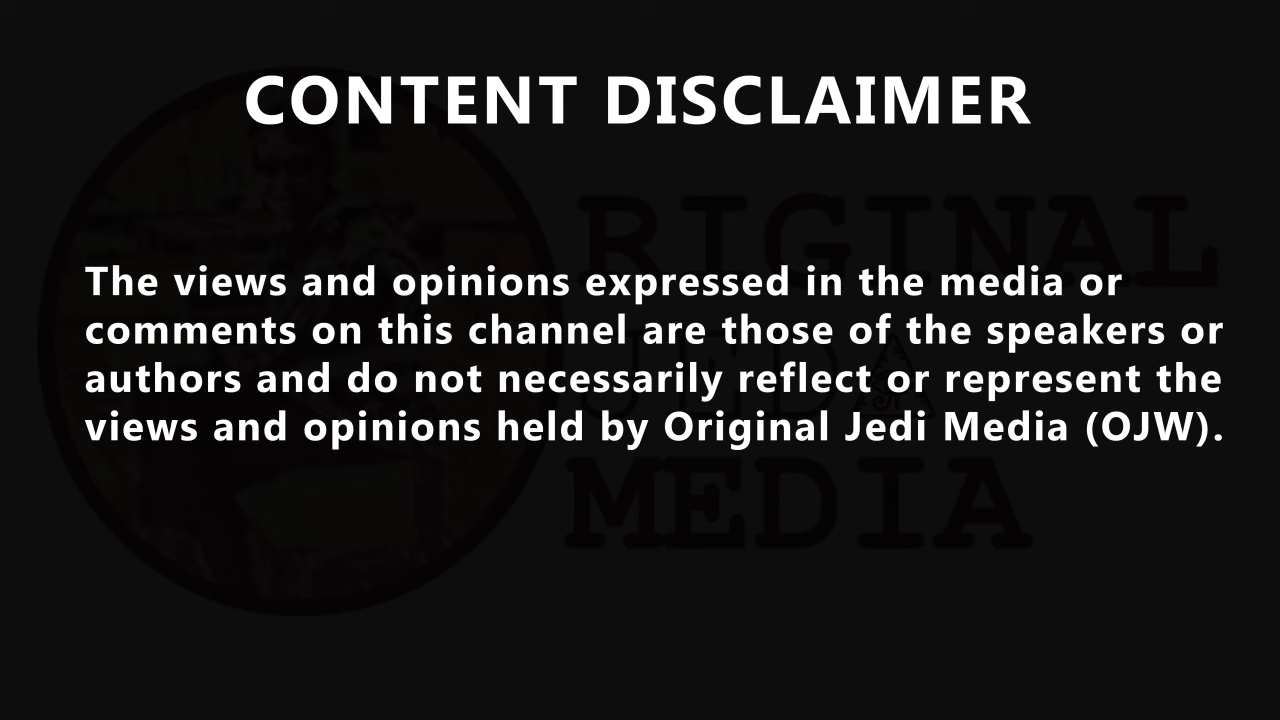 CONTENT DISCLAIMER
RIGINAL
The views and opinions expressed in the media or
comments on this channel are those of the speakers or
authors and do not necessarily reflect or represent the
views and opinions held by Original Jedi Media (OJW).
MEDIA